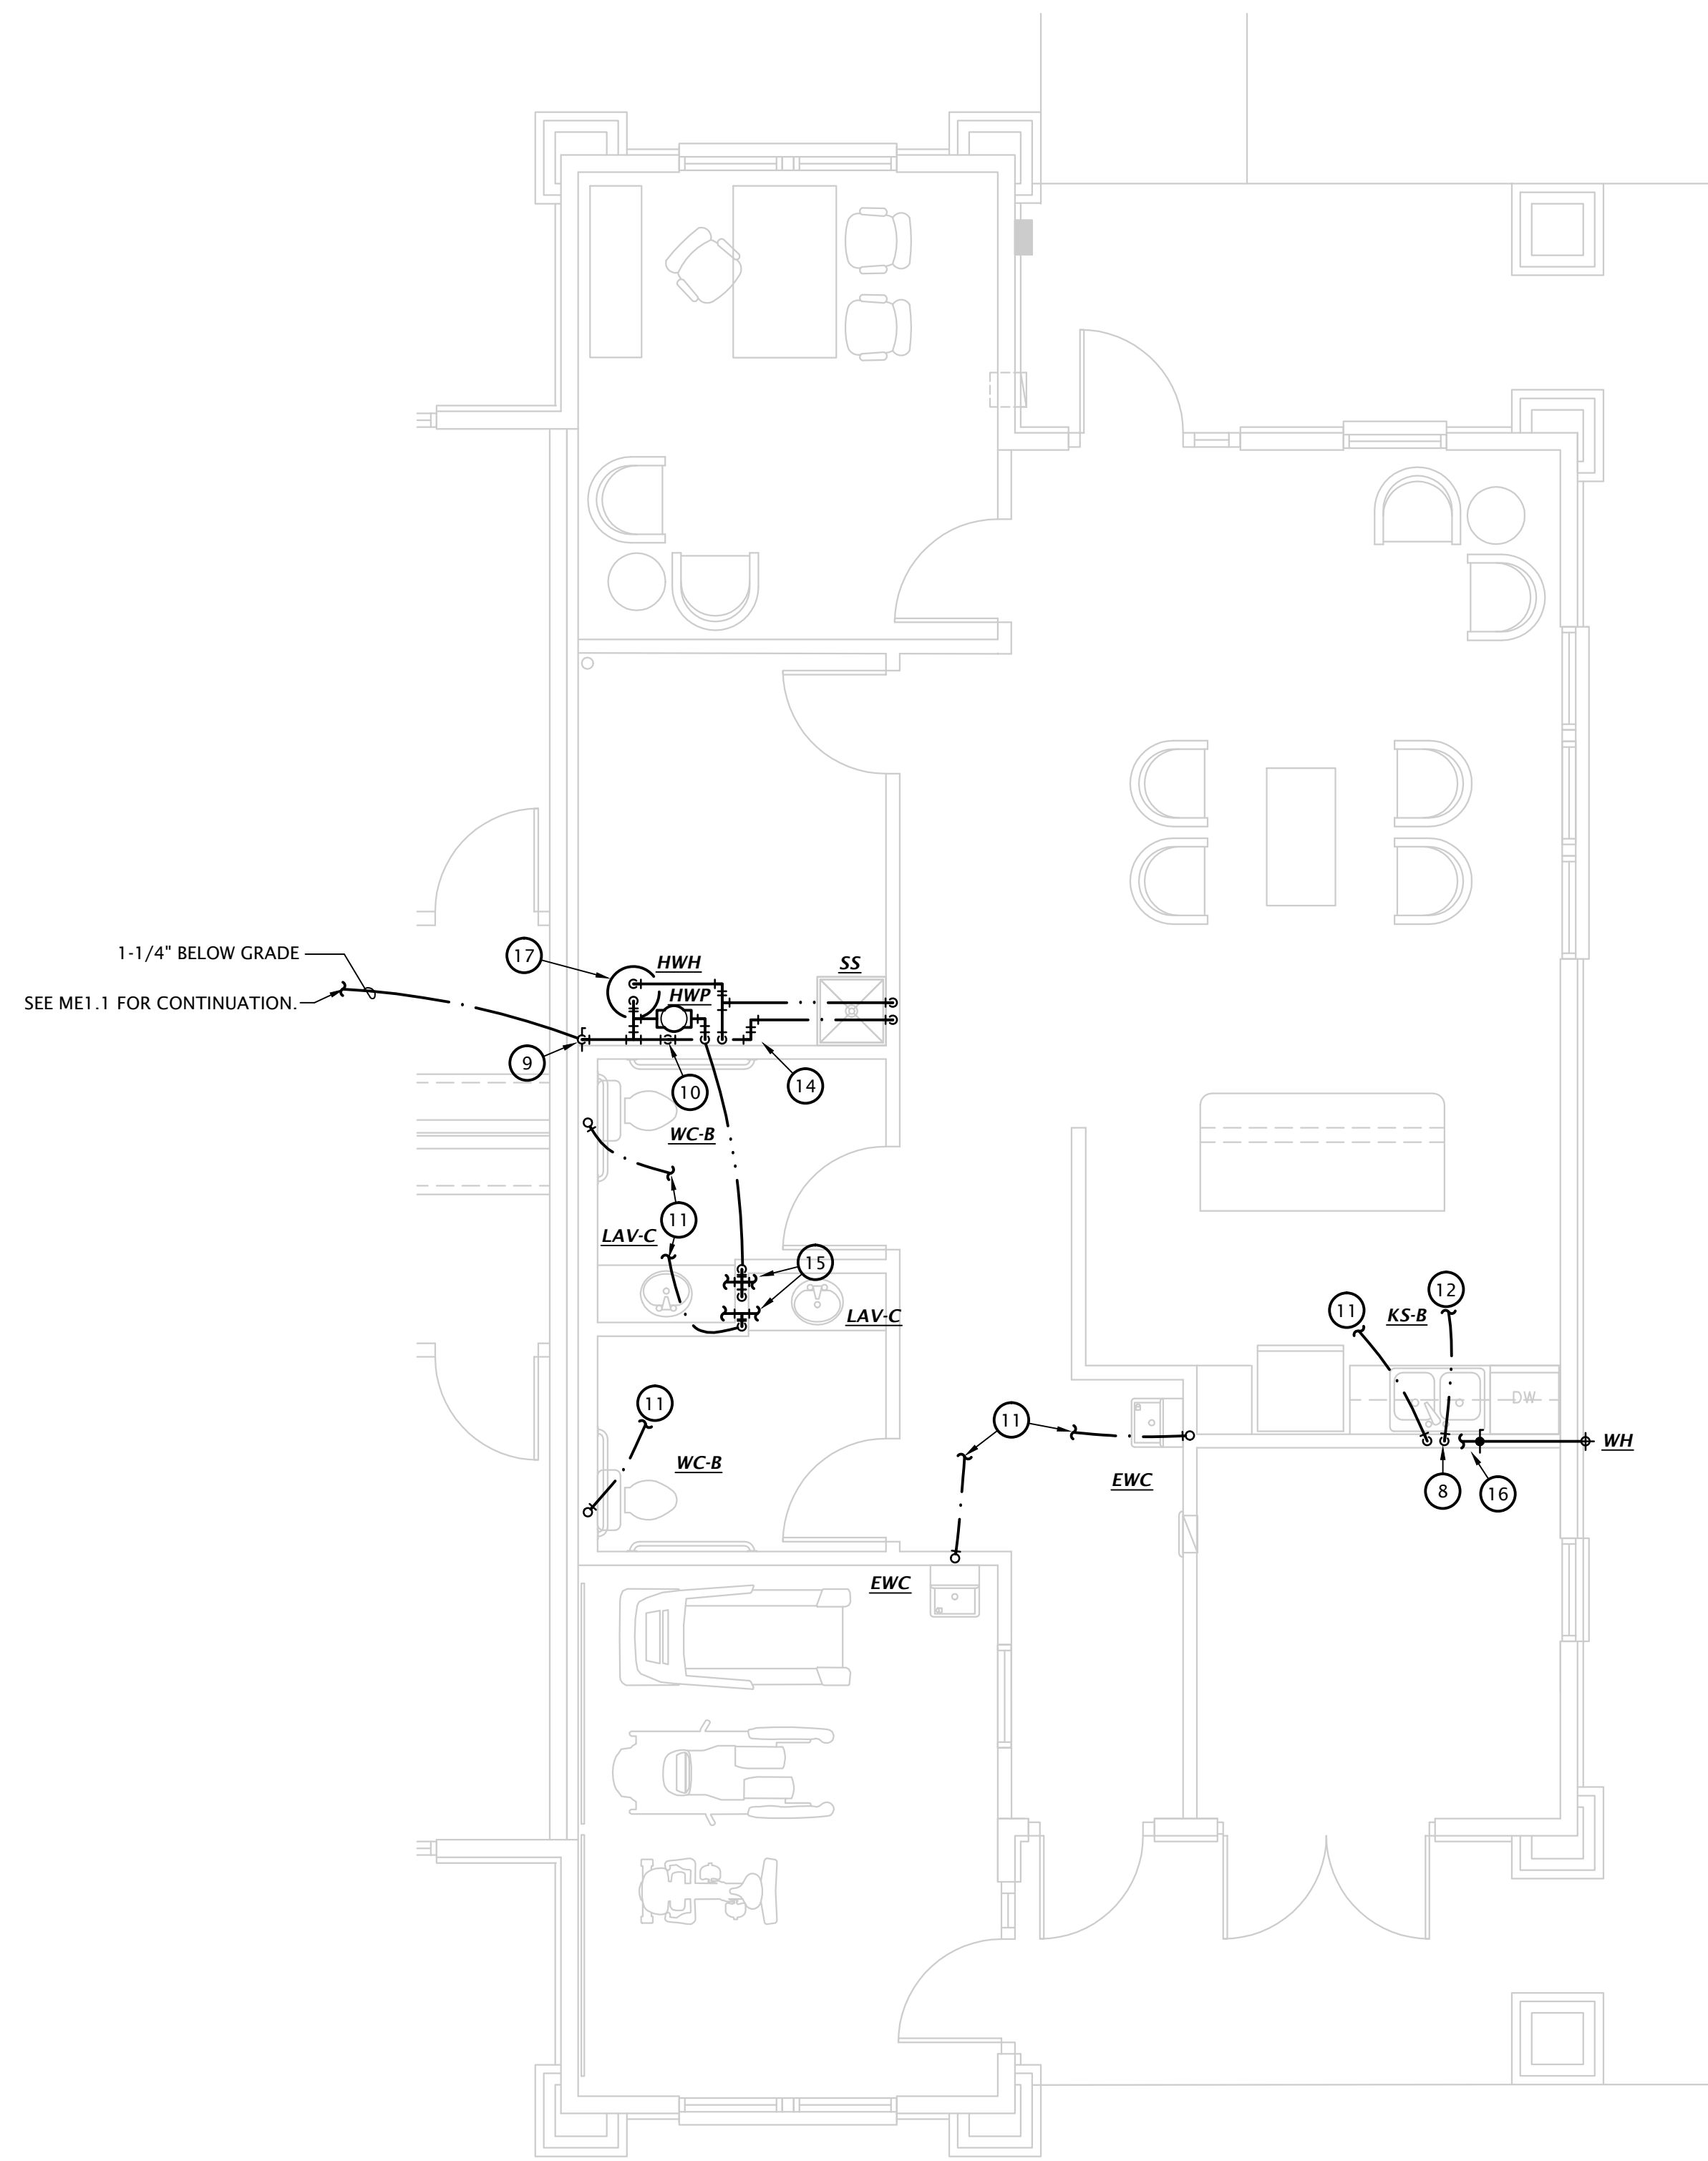 1-1/4" BELOW GRADE
SEE ME1.1 FOR CONTINUATION.
17
HWH
HWP
SS
9
10
14
WC-B
11
LAV-C
15
LAV-C
11
KS-B
12
DW
11
WC-B
11
EWC
WH
8
16
EWC